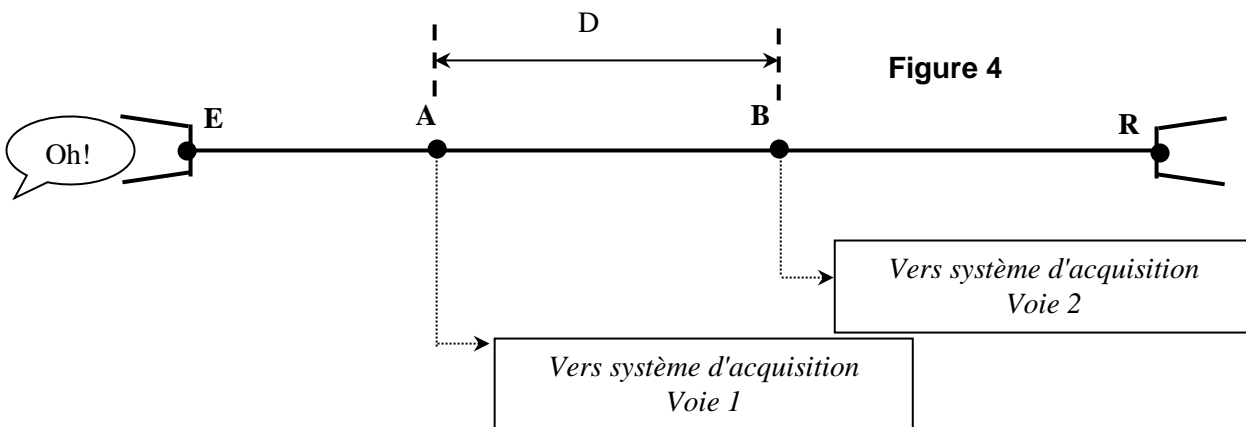 D
Figure 4
E
A
B
R
Oh!
Vers système d'acquisition
Voie 2
Vers système d'acquisition
Voie 1